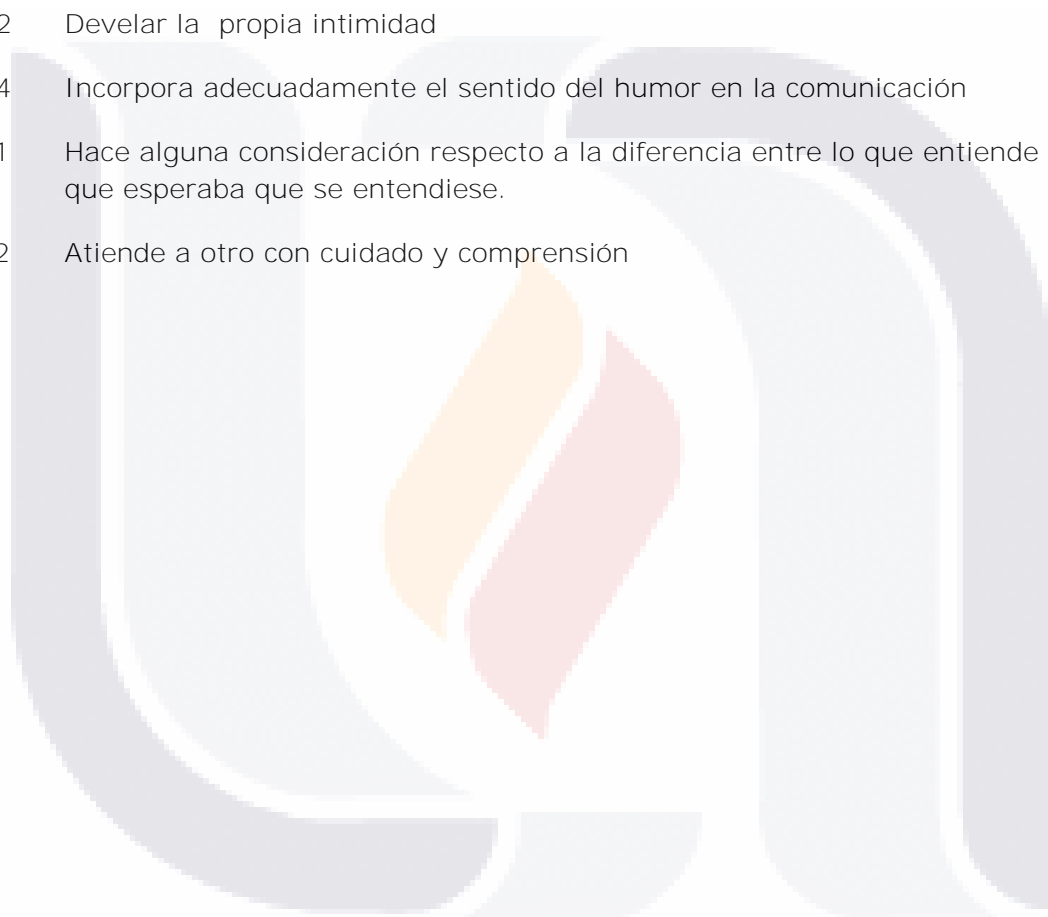 2 Develar la propia intimidad
4 Incorpora adecuadamente el sentido del humor en la comunicación
1 Hace alguna consideración respecto a la diferencia entre lo que entiende
que esperaba que se entendiese.
2 Atiende a otro con cuidado y comprensión